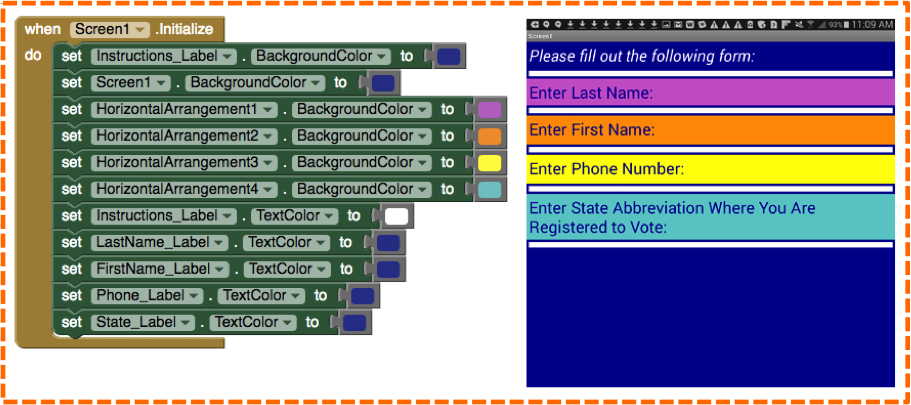 when Screen1 .Initialize
do set Instructions_Label . BackgroundColor to
set Screen1 . BackgroundColor to
set HorizontalArrangement1 . BackgroundColor to
set HorizontalArrangement2 . BackgroundColor to
set HorizontalArrangement3 . BackgroundColor to
set HorizontalArrangement4 . BackgroundColor to
set Instructions_Label . TextColor to
set LastName_Label . TextColor to
set FirstName_Label . TextColor to
set Phone_Label . TextColor to
set State_Label . TextColor to
93% 11:09 AM
Screen1
Please fill out the following form:
Enter Last Name:
Enter First Name:
Enter Phone Number:
Enter State Abbreviation Where You Are
Registered to Vote: